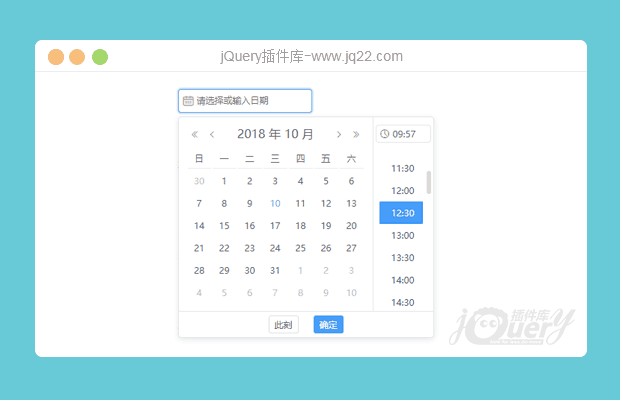 jQuery插件库-www.jq22.com
请选择或输入日期
2018 年 10 月
日 一 二 三 四 五 六
30 1 2 3 4 5 6
7 8 9 10 11 12 13
14 15 16 17 18 19 20
21 22 23 24 25 26 27
28 29 30 31 1 2 3
4 5 6 7 8 9 10
09:57
11:30
12:00
12:30
13:00
13:30
14:00
14:30
此刻 确定
jQuery 插件库